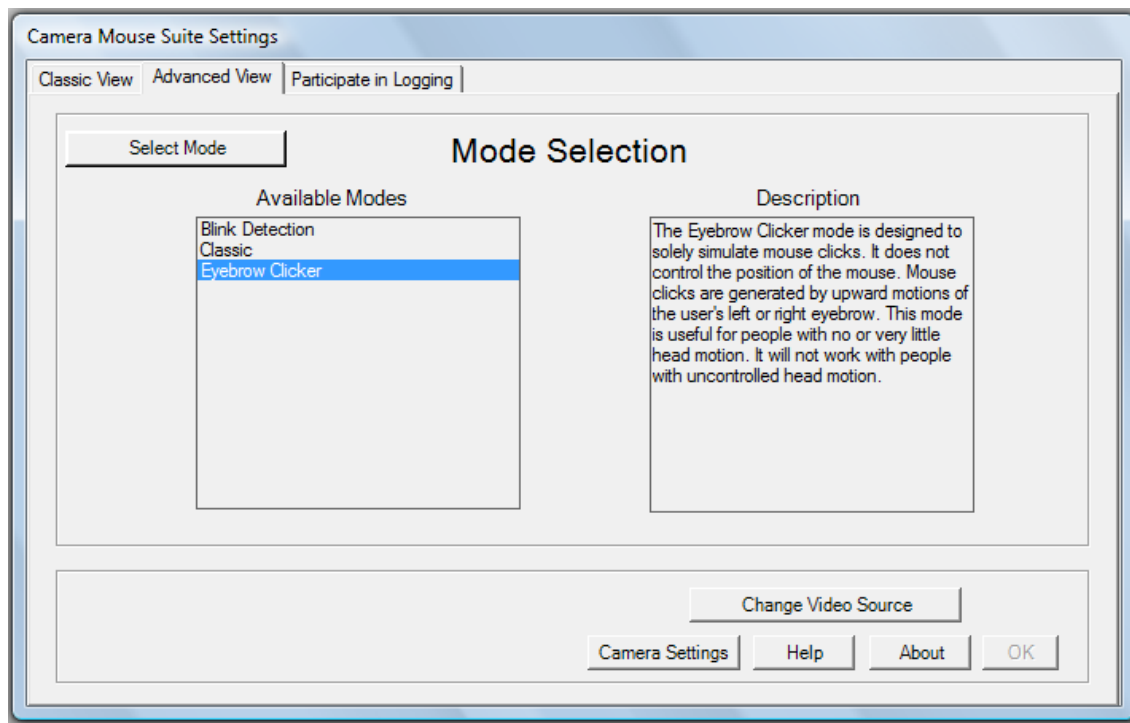 Camera Mouse Suite Settings
Classic View Advanced View Participate in Logging
Select Mode
Mode Selection
Available Modes
Blink Detection
Classic
Eyebrow Clicker
Description
The Eyebrow Clicker mode is designed to
solely simulate mouse clicks. It does not
control the position of the mouse. Mouse
clicks are generated by upward motions of
the user's left or right eyebrow. This mode
is useful for people with no or very little
head motion. It will not work with people
with uncontrolled head motion.
Change Video Source
Camera Settings Help About OK